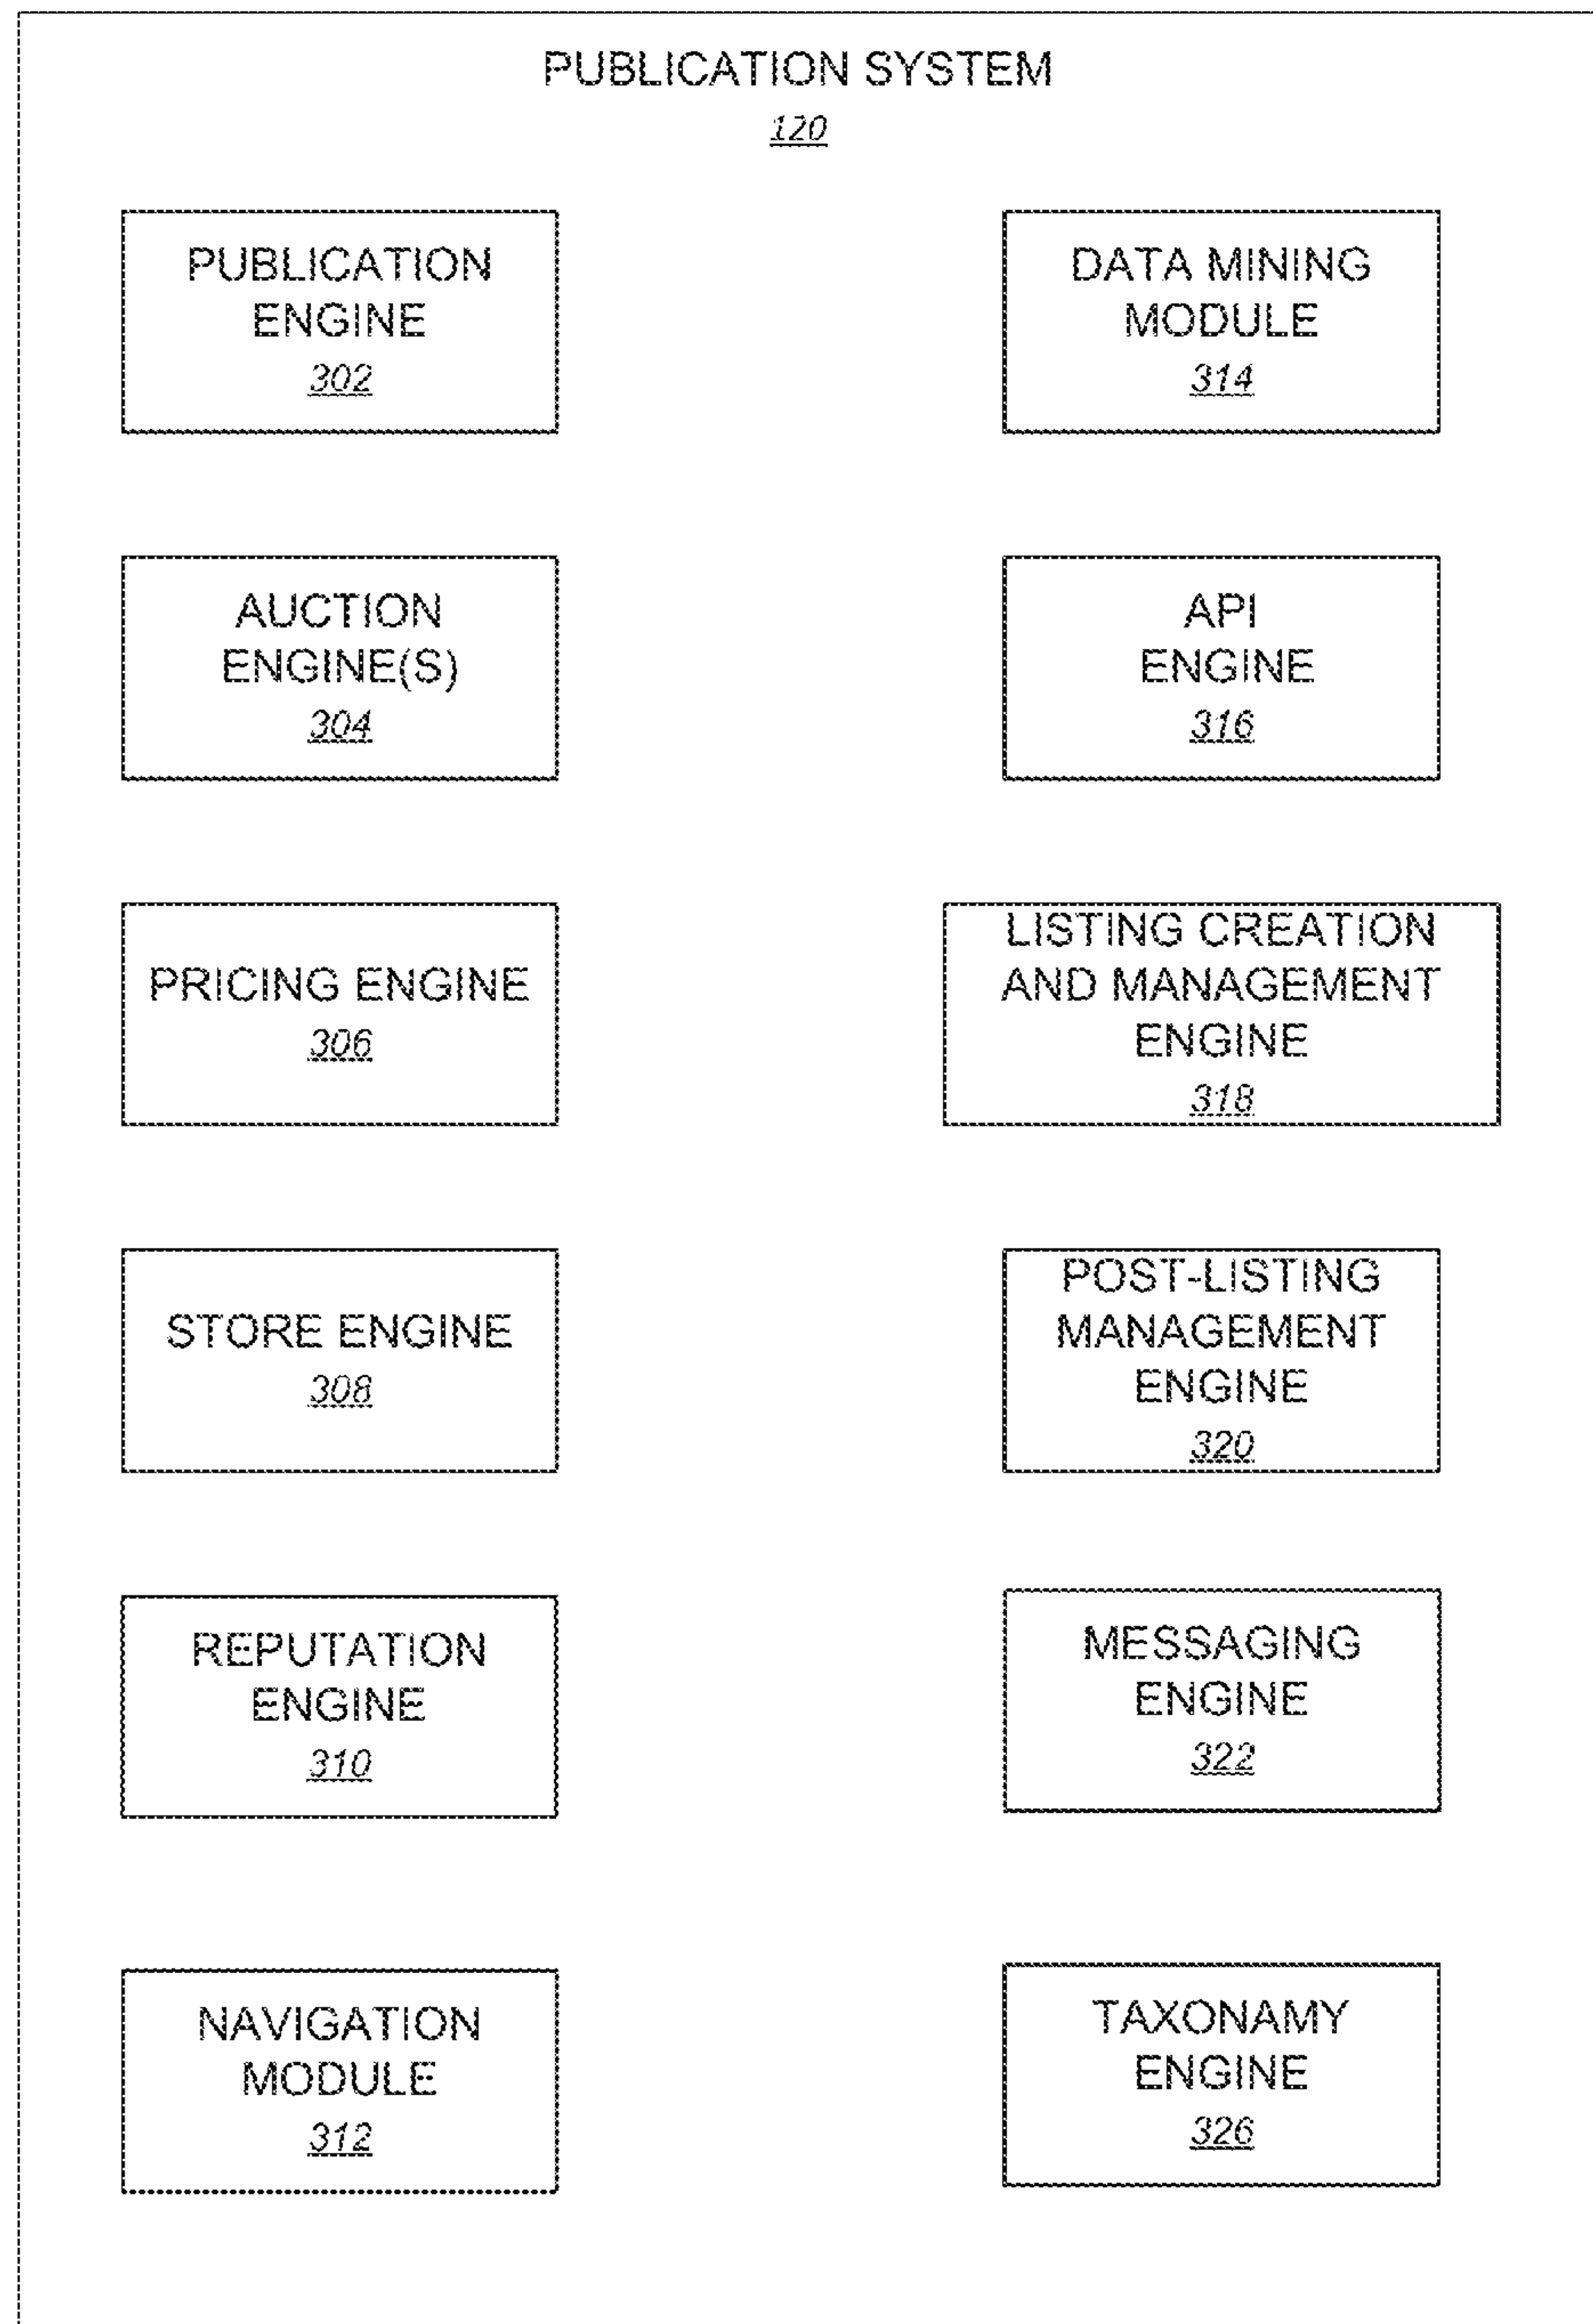 PUBLICATION SYSTEM
120
PUBLICATION
ENGINE
302
DATA MINING
MODULE
314
AUCTION
ENGINE(S)
304
API
ENGINE
316
PRICING ENGINE
306
LISTING CREATION
AND MANAGEMENT
ENGINE
318
STORE ENGINE
308
POST-LISTING
MANAGEMENT
ENGINE
320
REPUTATION
ENGINE
310
MESSAGING
ENGINE
322
NAVIGATION
MODULE
312
TAXONAMY
ENGINE
326